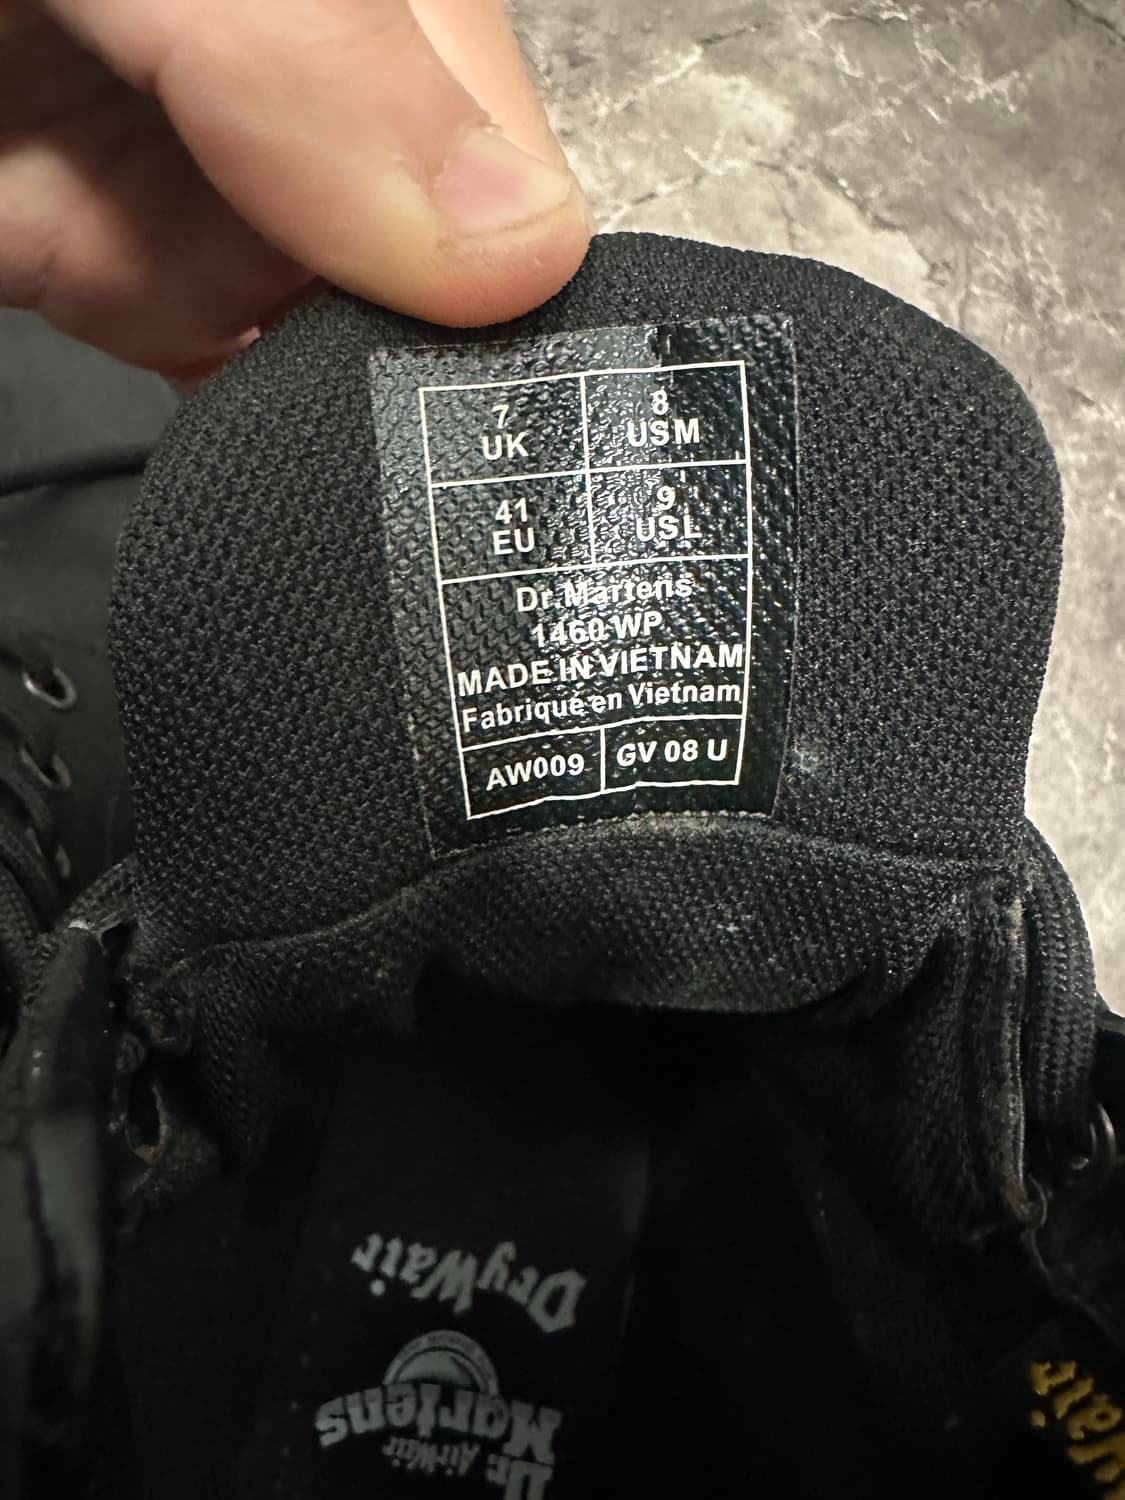 7
UK
8
USM
41
EU
9
USL
Dr.Martens
1460 WP
MADE IN VIETNAM
Fabriqué en Vietnam
AW009
GV 08 U
DryWair
Dr. AirWair
Martens